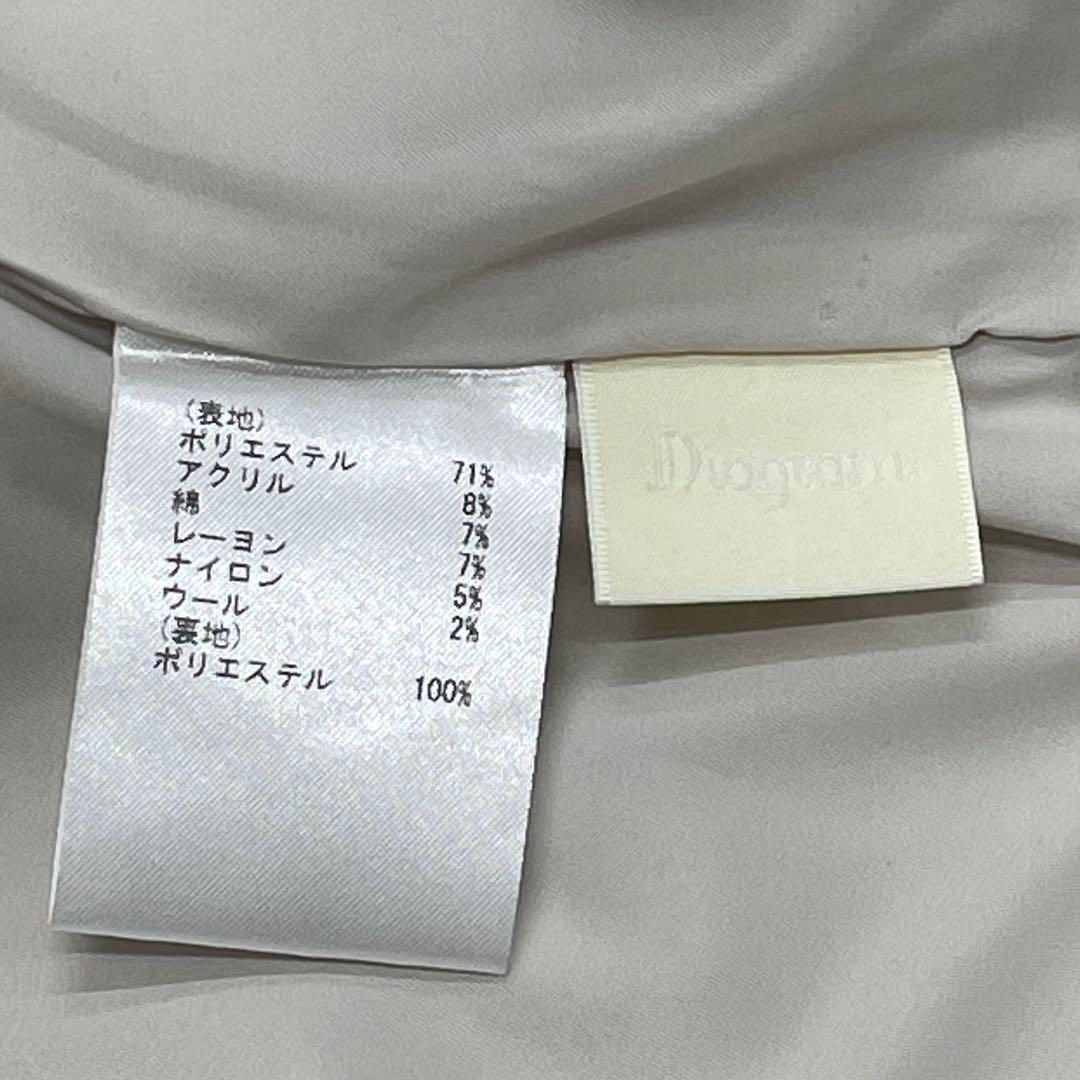 (表地)
ポリエステル 71%
アクリル 8%
綿 7%
レーヨン 7%
ナイロン 5%
ウール 2%
(裏地)
ポリエステル 100%